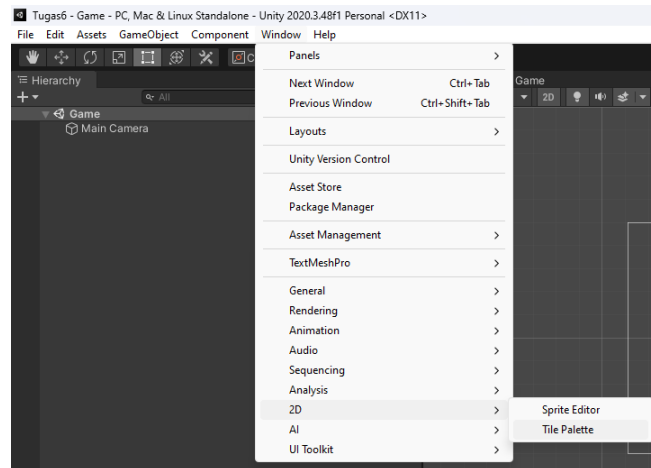 Tugas6 - Game - PC, Mac & Linux Standalone - Unity 2020.3.48f1 Personal <DX11>
File Edit Assets GameObject Component Window Help
Hierarchy
All
Game
Main Camera
C
Panels
Next Window Ctrl+Tab
Previous Window Ctrl+Shift+Tab
Layouts
Unity Version Control
Asset Store
Package Manager
Asset Management
TextMeshPro
General
Rendering
Animation
Audio
Sequencing
Analysis
2D
AI
UI Toolkit
Game
2D
Sprite Editor
Tile Palette